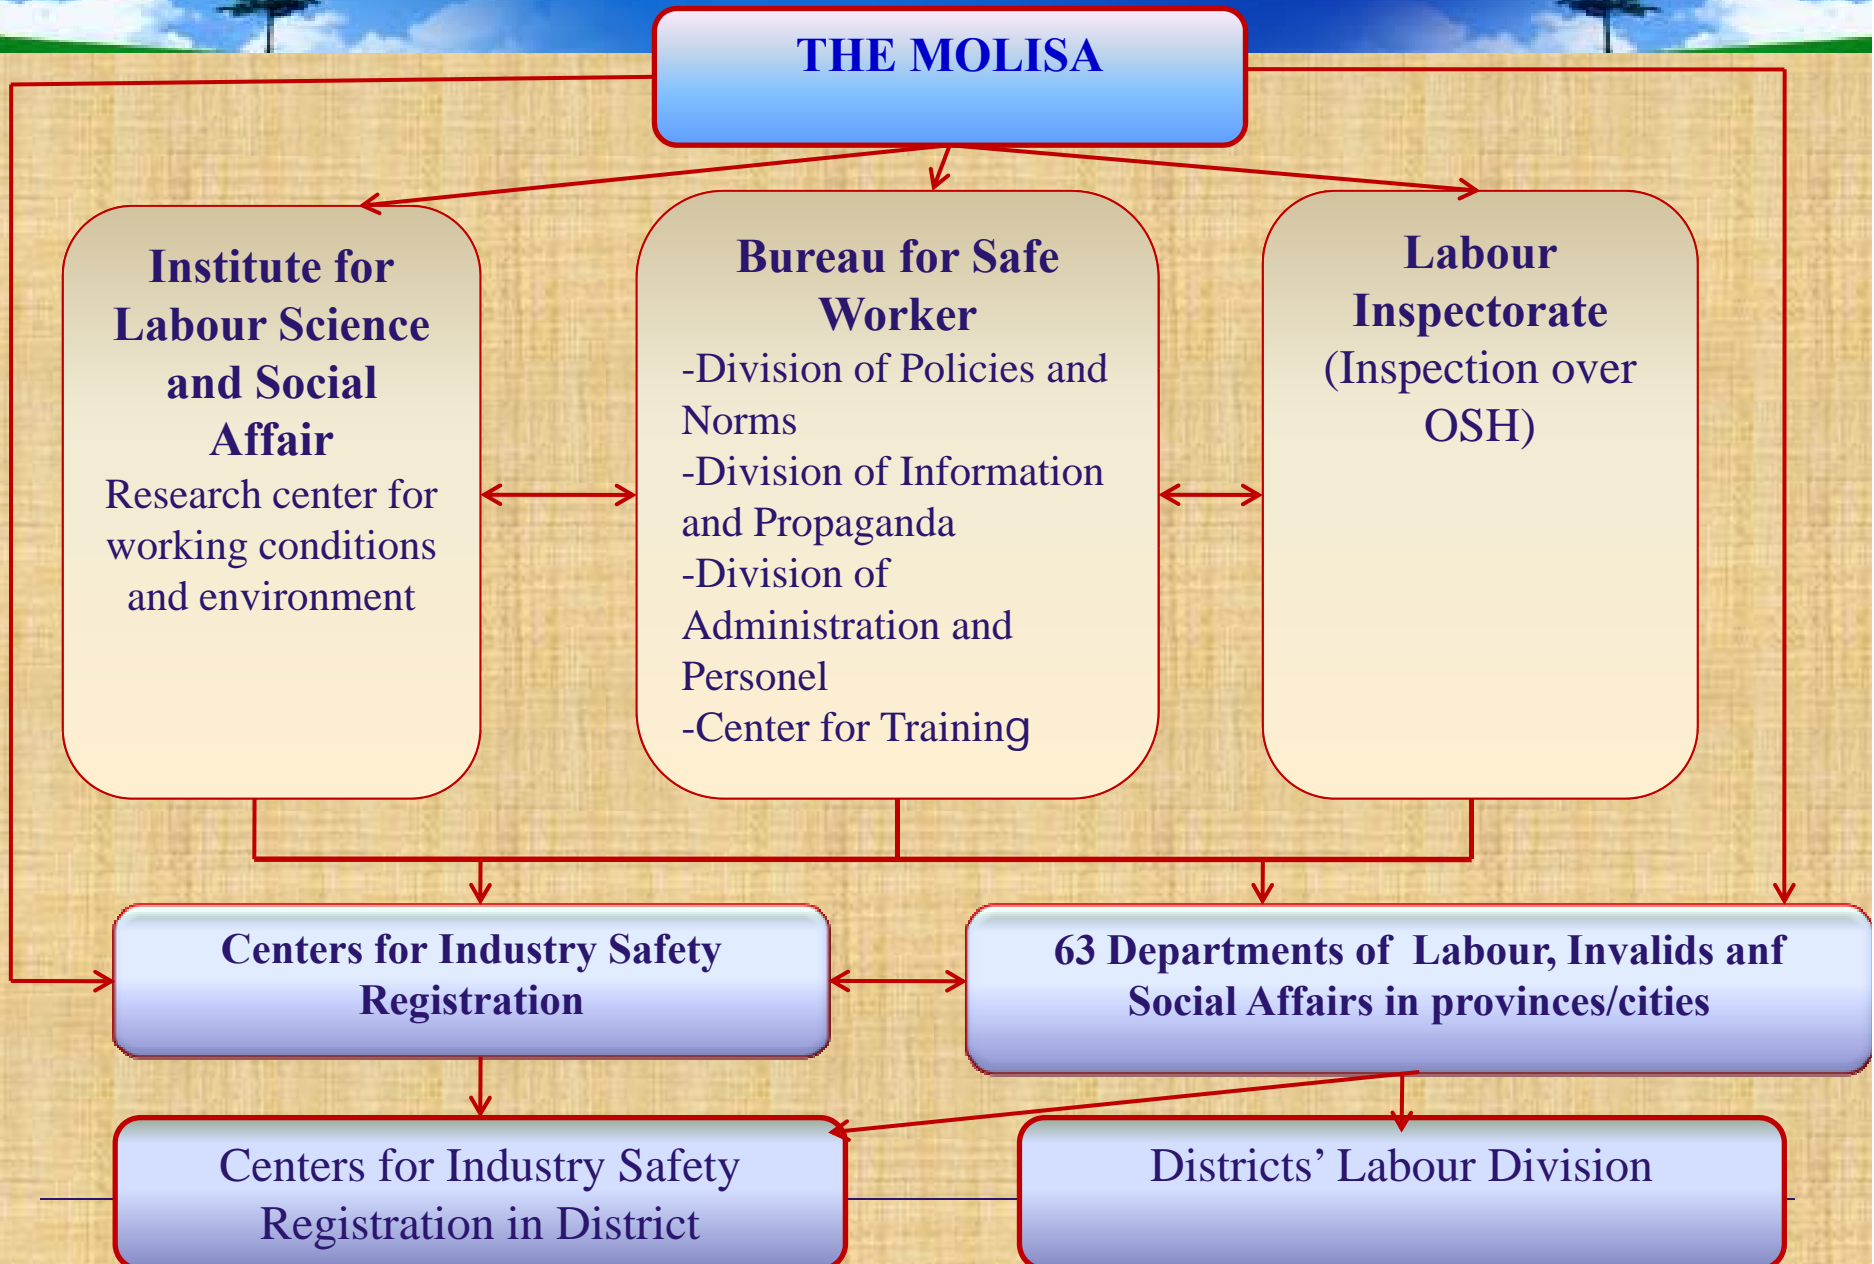 THE MOLISA
Institute for
Labour Science
and Social
Affair
Research center for
working conditions
and environment
Bureau for Safe
Worker
-Division of Policies and
Norms
-Division of Information
and Propaganda
-Division of
Administration and
Personel
-Center for Training
Labour
Inspectorate
(Inspection over
OSH)
Centers for Industry Safety
Registration
63 Departments of Labour, Invalids anf
Social Affairs in provinces/cities
Centers for Industry Safety
Registration in District
Districts’ Labour Division